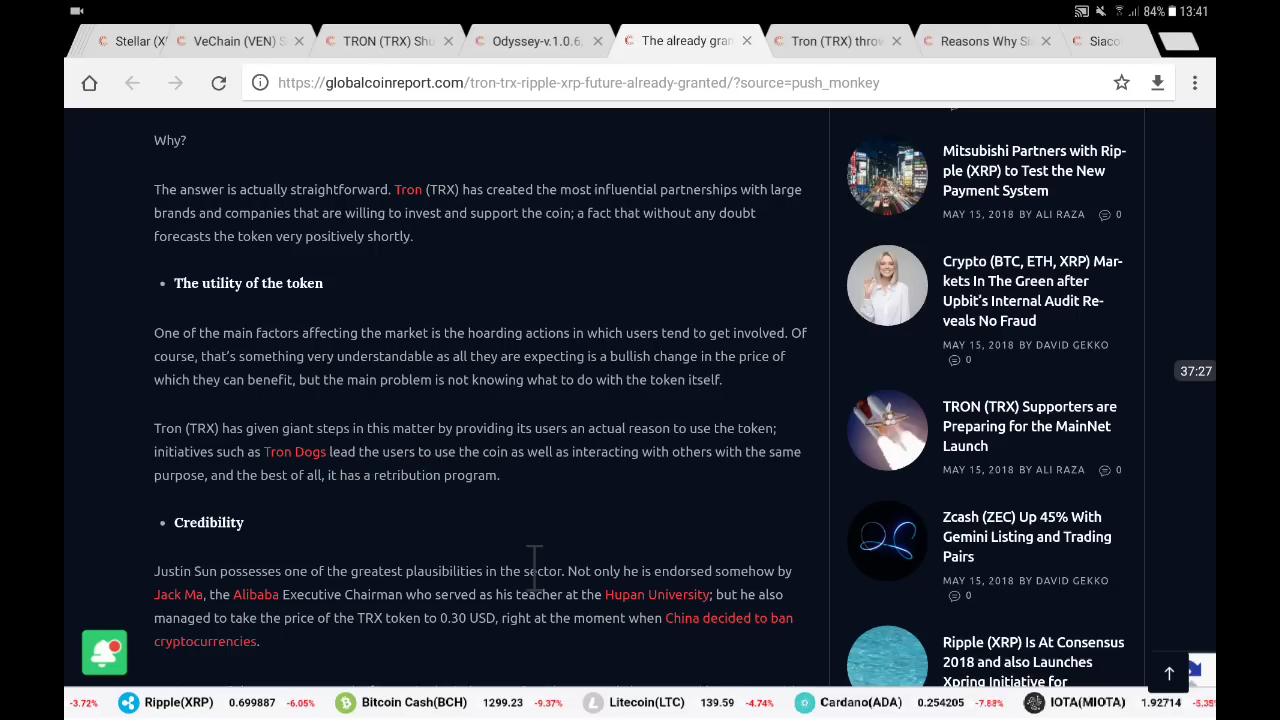 84% 13:41
Stellar (X
VeChain (VEN) S
TRON (TRX) Shu
Odyssey-v.1.0.6,
The already gran
Tron (TRX) throw
Reasons Why Si
Siaco
https://globalcoinreport.com/tron-trx-ripple-xrp-future-already-granted/?source=push_monkey
Why?
The answer is actually straightforward. Tron (TRX) has created the most influential partnerships with large
brands and companies that are willing to invest and support the coin; a fact that without any doubt
forecasts the token very positively shortly.
• The utility of the token
One of the main factors affecting the market is the hoarding actions in which users tend to get involved. Of
course, that's something very understandable as all they are expecting is a bullish change in the price of
which they can benefit, but the main problem is not knowing what to do with the token itself.
Tron (TRX) has given giant steps in this matter by providing its users an actual reason to use the token;
initiatives such as Tron Dogs lead the users to use the coin as well as interacting with others with the same
purpose, and the best of all, it has a retribution program.
• Credibility
Justin Sun possesses one of the greatest plausibilities in the sector. Not only he is endorsed somehow by
Jack Ma, the Alibaba Executive Chairman who served as his teacher at the Hupan University; but he also
managed to take the price of the TRX token to 0.30 USD, right at the moment when China decided to ban
cryptocurrencies.
Mitsubishi Partners with Rip-
ple (XRP) to Test the New
Payment System
MAY 15, 2018 BY ALI RAZA 0
Crypto (BTC, ETH, XRP) Mar-
kets In The Green after
Upbit's Internal Audit Re-
veals No Fraud
MAY 15, 2018 BY DAVID GEKKO
0
37:27
TRON (TRX) Supporters are
Preparing for the MainNet
Launch
MAY 15, 2018 BY ALI RAZA 0
Zcash (ZEC) Up 45% With
Gemini Listing and Trading
Pairs
MAY 15, 2018 BY DAVID GEKKO
0
Ripple (XRP) Is At Consensus
2018 and also Launches
Xpring Initiative for
-3.72% Ripple(XRP) 0.699887 -6.05% Bitcoin Cash(BCH) 1299.23 -9.37% Litecoin(LTC) 139.59 -4.74% Cardano(ADA) 0.254205 -7.88% IOTA(MIOTA) 1.92714 -5.35